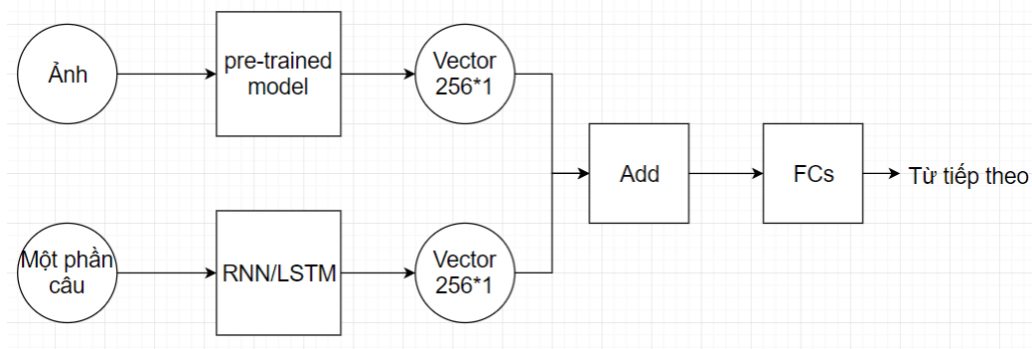 Ảnh
pre-trained
model
Vector
256*1
Add
FCs
Từ tiếp theo
Một phần
câu
RNN/LSTM
Vector
256*1